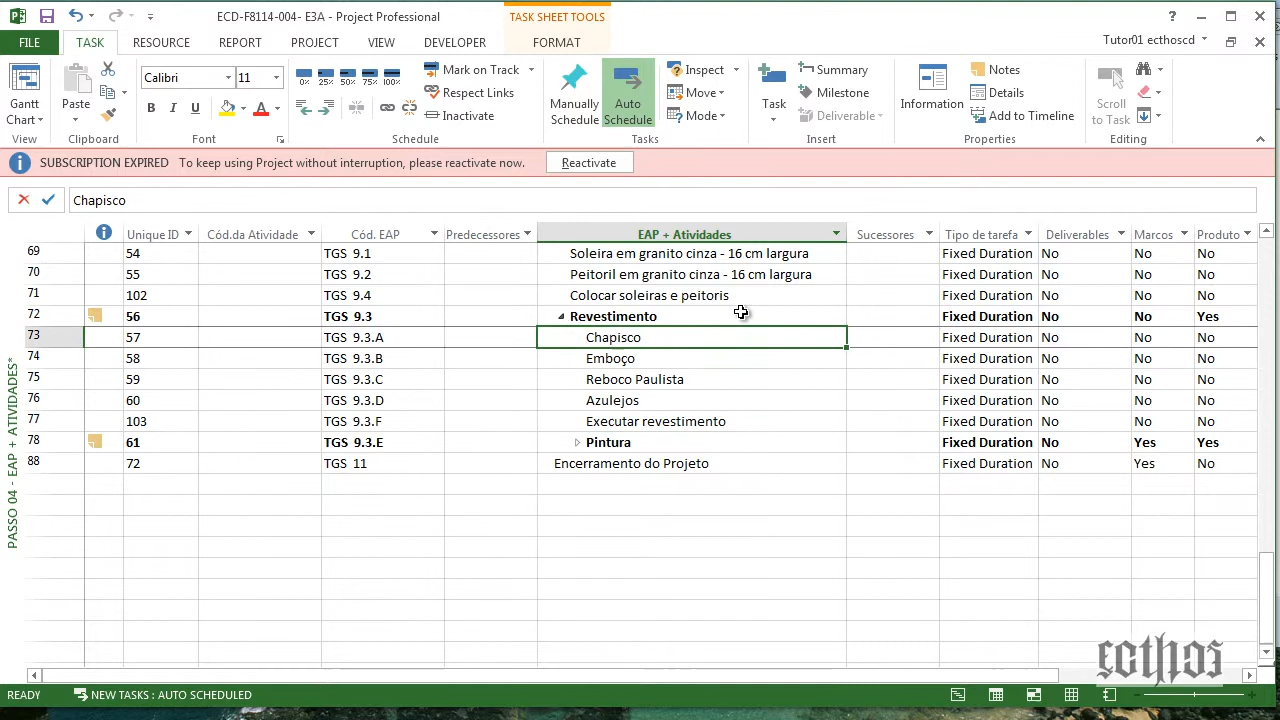 ECD-F8114-004- E3A - Project Professional
TASK SHEET TOOLS
FILE TASK RESOURCE REPORT PROJECT VIEW DEVELOPER FORMAT
Tutor01 ecthoscd
Gantt Chart
View
Paste
Clipboard
Calibri 11
B I U A
Font
0% 25% 50% 75% 100%
Mark on Track
Respect Links
Inactivate
Schedule
Manually Schedule
Auto Schedule
Inspect
Move
Mode
Tasks
Task
Summary
Milestone
Deliverable
Insert
Information
Notes
Details
Add to Timeline
Properties
Scroll to Task
Editing
SUBSCRIPTION EXPIRED To keep using Project without interruption, please reactivate now. Reactivate
Chapisco
Unique ID Cód.da Atividade Cód. EAP Predecessores EAP + Atividades Sucessores Tipo de tarefa Deliverables Marcos Produto
69 54 TGS 9.1 Soleira em granito cinza - 16 cm largura Fixed Duration No No No
70 55 TGS 9.2 Peitoril em granito cinza - 16 cm largura Fixed Duration No No No
71 102 TGS 9.4 Colocar soleiras e peitoris Fixed Duration No No No
72 56 TGS 9.3 Revestimento Fixed Duration No No Yes
73 57 TGS 9.3.A Chapisco Fixed Duration No No No
74 58 TGS 9.3.B Emboço Fixed Duration No No No
75 59 TGS 9.3.C Reboco Paulista Fixed Duration No No No
76 60 TGS 9.3.D Azulejos Fixed Duration No No No
77 103 TGS 9.3.F Executar revestimento Fixed Duration No No No
78 61 TGS 9.3.E Pintura Fixed Duration No Yes Yes
88 72 TGS 11 Encerramento do Projeto Fixed Duration No Yes No
PASSO 04 - EAP + ATIVIDADES*
ecthos
READY NEW TASKS : AUTO SCHEDULED